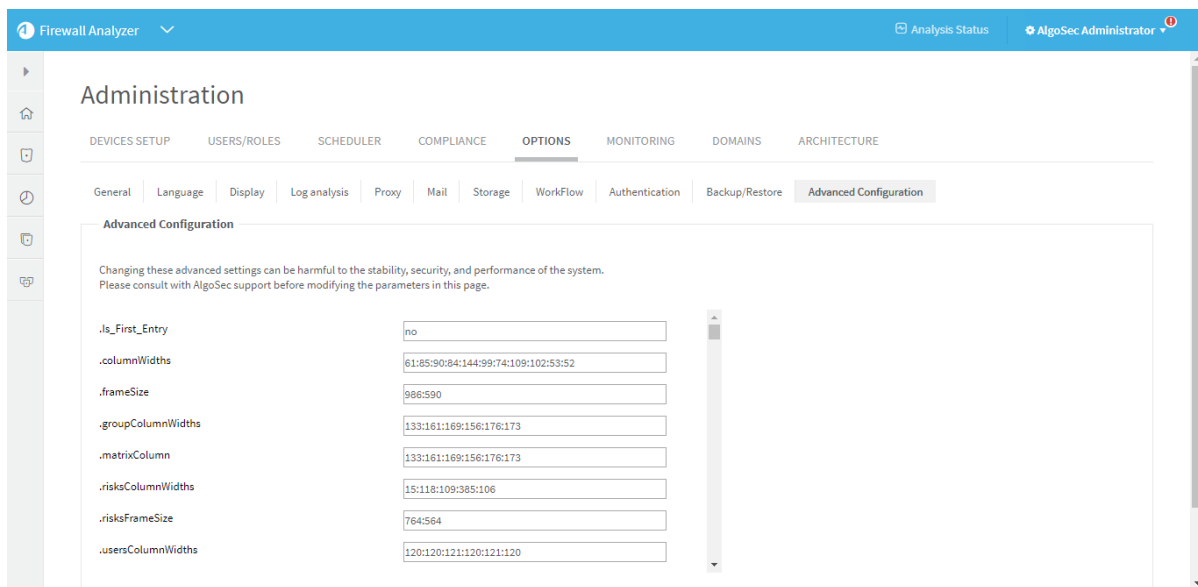 Firewall Analyzer
Analysis Status
AlgoSec Administrator
Administration
DEVICES SETUP USERS/ROLES SCHEDULER COMPLIANCE OPTIONS MONITORING DOMAINS ARCHITECTURE
General Language Display Log analysis Proxy Mail Storage WorkFlow Authentication Backup/Restore Advanced Configuration
Advanced Configuration
Changing these advanced settings can be harmful to the stability, security, and performance of the system.
Please consult with AlgoSec support before modifying the parameters in this page.
.Is_First_Entry no
.columnWidths 61:85:90:84:144:99:74:109:102:53:52
.frameSize 986:590
.groupColumnWidths 133:161:169:156:176:173
.matrixColumn 133:161:169:156:176:173
.risksColumnWidths 15:118:109:385:106
.risksFrameSize 764:564
.usersColumnWidths 120:120:121:120:121:120